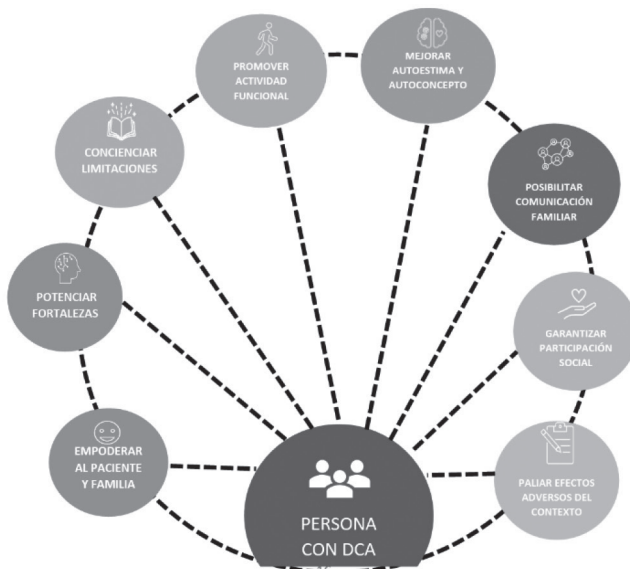 PROMOVER
ACTIVIDAD
FUNCIONAL
MEJORAR
AUTOESTIMA Y
AUTOCONCEPTO
CONCIENCIAR
LIMITACIONES
POSIBILITAR
COMUNICACIÓN
FAMILIAR
POTENCIAR
FORTALEZAS
GARANTIZAR
PARTICIPACIÓN
SOCIAL
EMPODERAR
AL PACIENTE
Y FAMILIA
PALIAR EFECTOS
ADVERSOS DEL
CONTEXTO
PERSONA
CON DCA